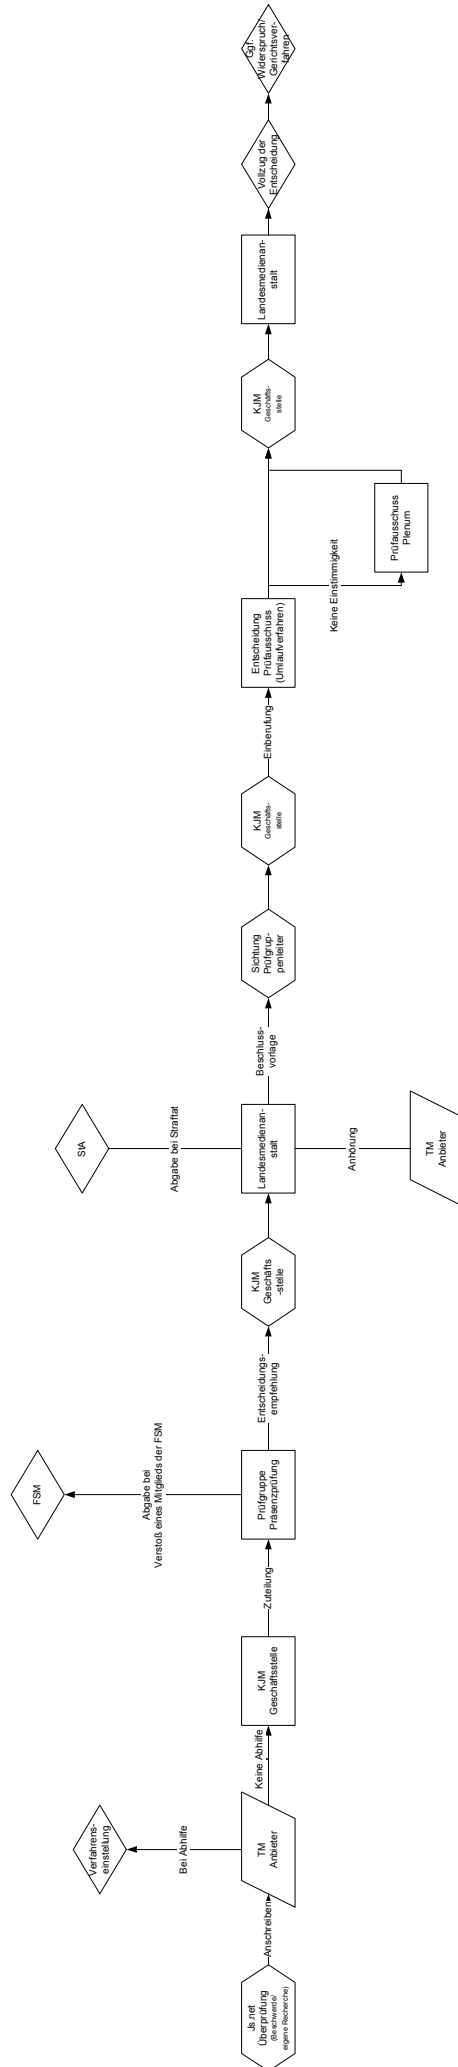 Js.net
Überprüfung
(Beschwerde/
eigene Recherche)
Anschreiben
TM
Anbieter
Bei Abhilfe
Verfahrens-
einstellung
Keine Abhilfe
KJM
Geschäftsstelle
Zuteilung
Prüfgruppe
Präsenzprüfung
Abgabe bei
Verstoß eines Mitglieds der FSM
FSM
Entscheidungs-
empfehlung
KJM
Geschäfts
-stelle
Landesmedienan-
stalt
Abgabe bei Straftat
StA
Anhörung
TM
Anbieter
Beschluss-
vorlage
Sichtung
Prüfgrup-
penleiter
KJM
Geschäfts-
stelle
Einberufung
Entscheidung
Prüfausschuss
(Umlaufverfahren)
Keine Einstimmigkeit
Prüfausschuss
Plenum
KJM
Geschäfts-
stelle
Landesmedienan-
stalt
Vollzug der
Entscheidung
Ggf.
Widerspruch/
Gerichtsver-
fahren